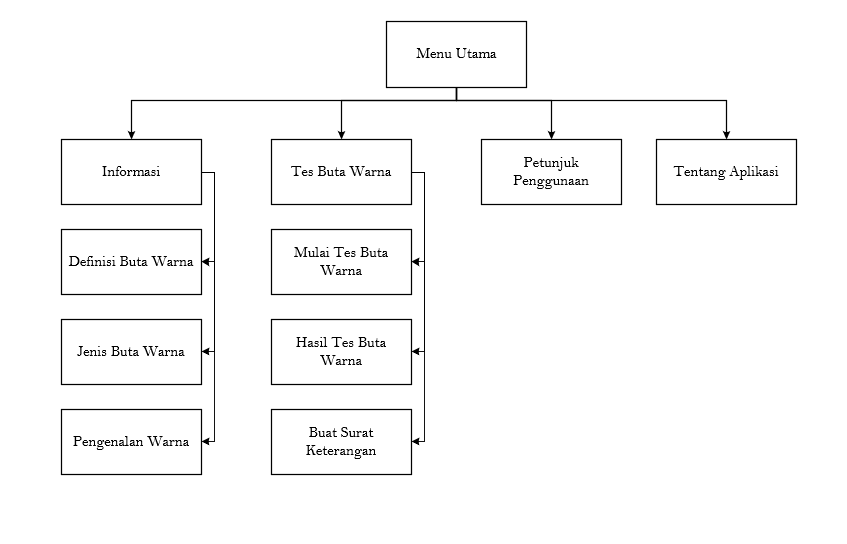 Menu Utama
Informasi
Tes Buta Warna
Petunjuk
Penggunaan
Tentang Aplikasi
Definisi Buta Warna
Mulai Tes Buta
Warna
Jenis Buta Warna
Hasil Tes Buta
Warna
Pengenalan Warna
Buat Surat
Keterangan